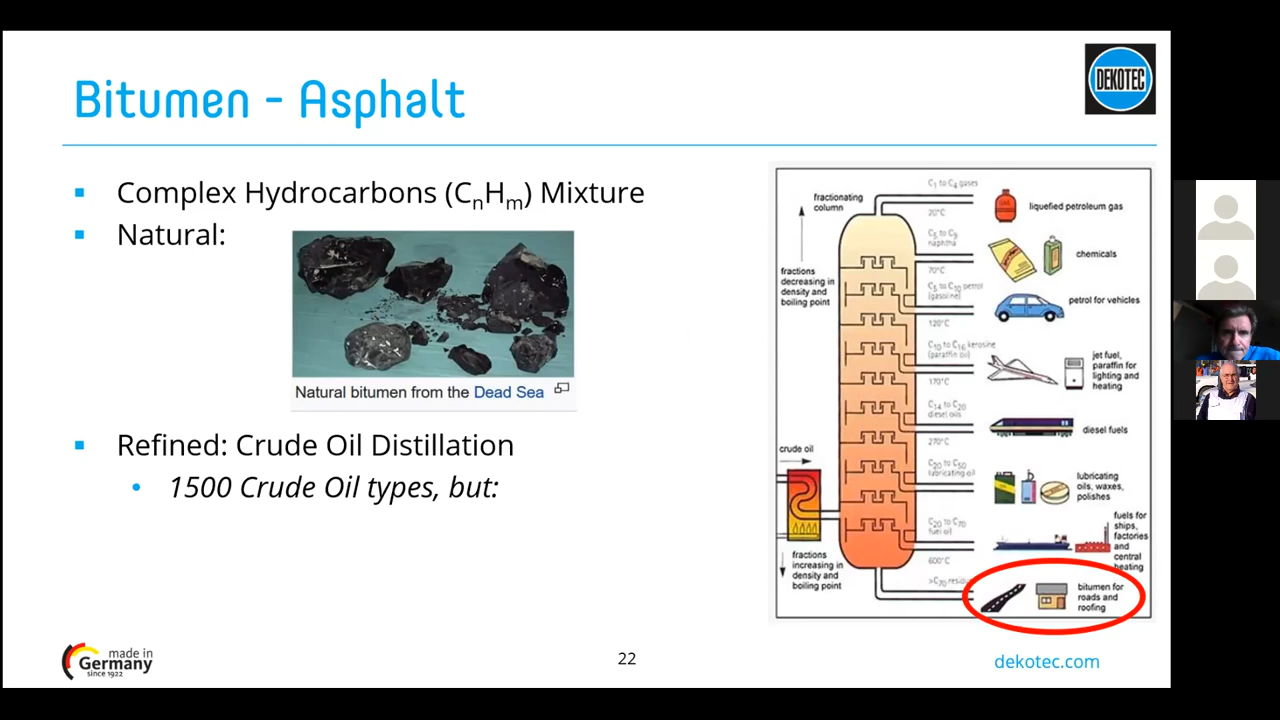 Bitumen - Asphalt
DEKOTEC
▪ Complex Hydrocarbons (CnHm) Mixture
▪ Natural:
Natural bitumen from the Dead Sea
▪ Refined: Crude Oil Distillation
• 1500 Crude Oil types, but:
fractionating
column
fractions
decreasing in
density and
boiling point
crude oil
fractions
increasing in
density and
boiling point
C1 to C4 gases
20°C
C5 to C9
naphtha
70°C
C5 to C10 petrol
(gasoline)
120°C
C10 to C16 kerosine
(paraffin oil)
170°C
C14 to C20
diesel oils
270°C
C20 to C50
lubricating oil
C20 to C70
fuel oil
600°C
>C70
liquefied petroleum gas
chemicals
petrol for vehicles
jet fuel,
paraffin for
lighting and
heating
diesel fuels
lubricating
oils, waxes,
polishes
fuels for
ships,
factories
and
central
heating
bitumen for
roads and
roofing
made in
Germany
since 1922
22
dekotec.com